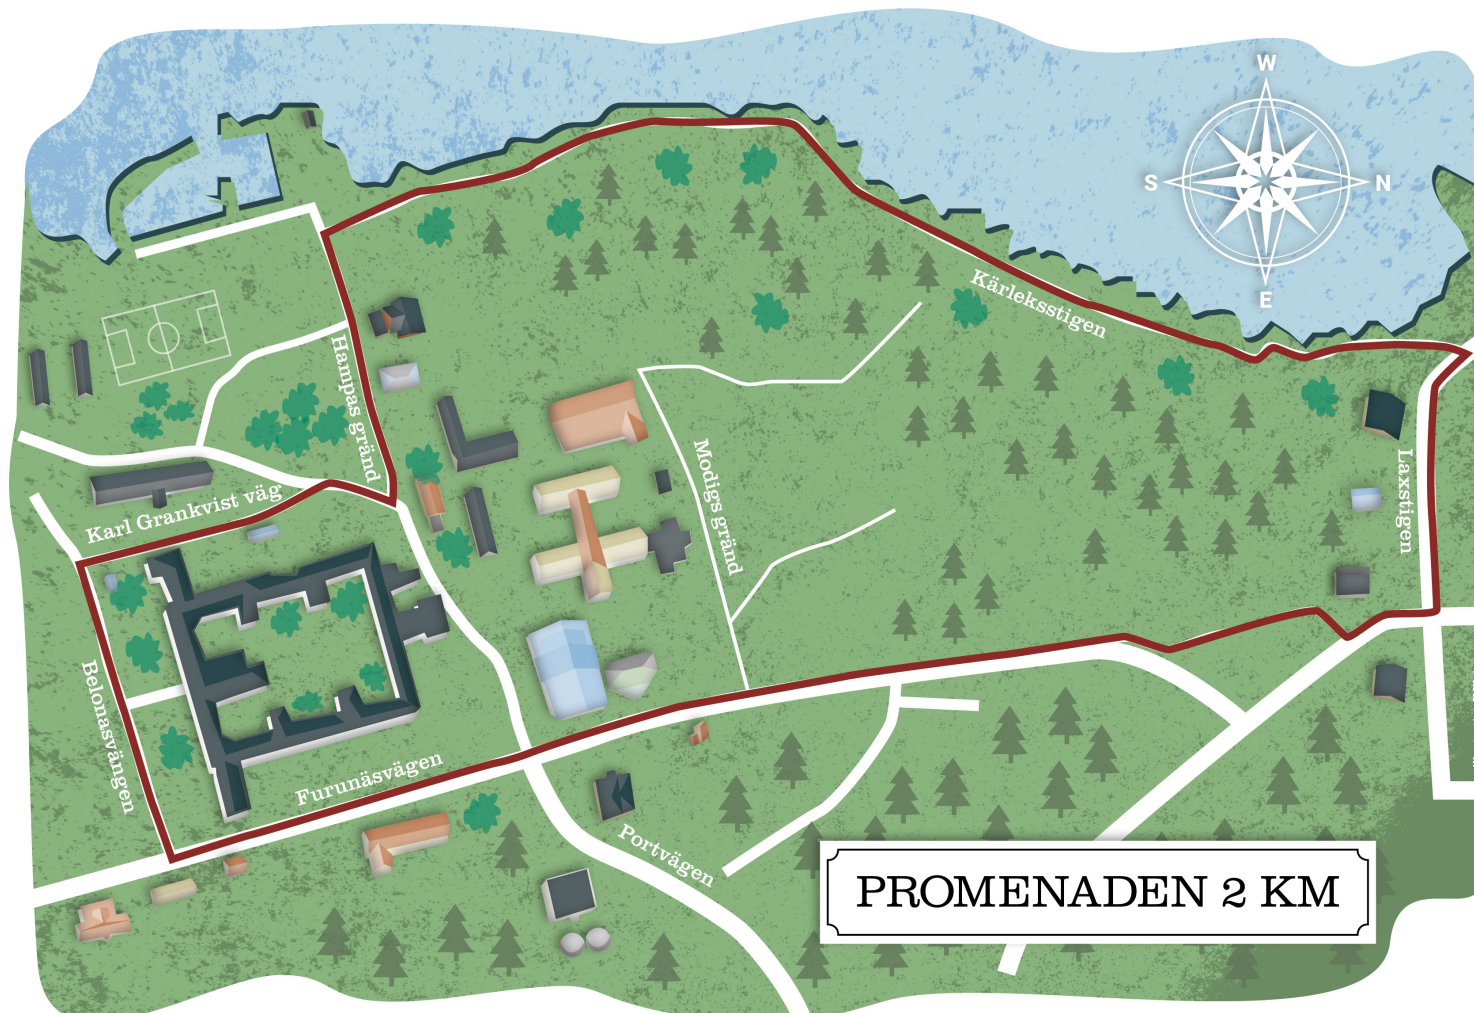 W
S
N
E
Kärleksstigen
Hampas gränd
Modigs gränd
Laxstigen
Karl Grankvist väg
Belonasvängen
Furunäsvägen
Portvägen
PROMENADEN 2 KM